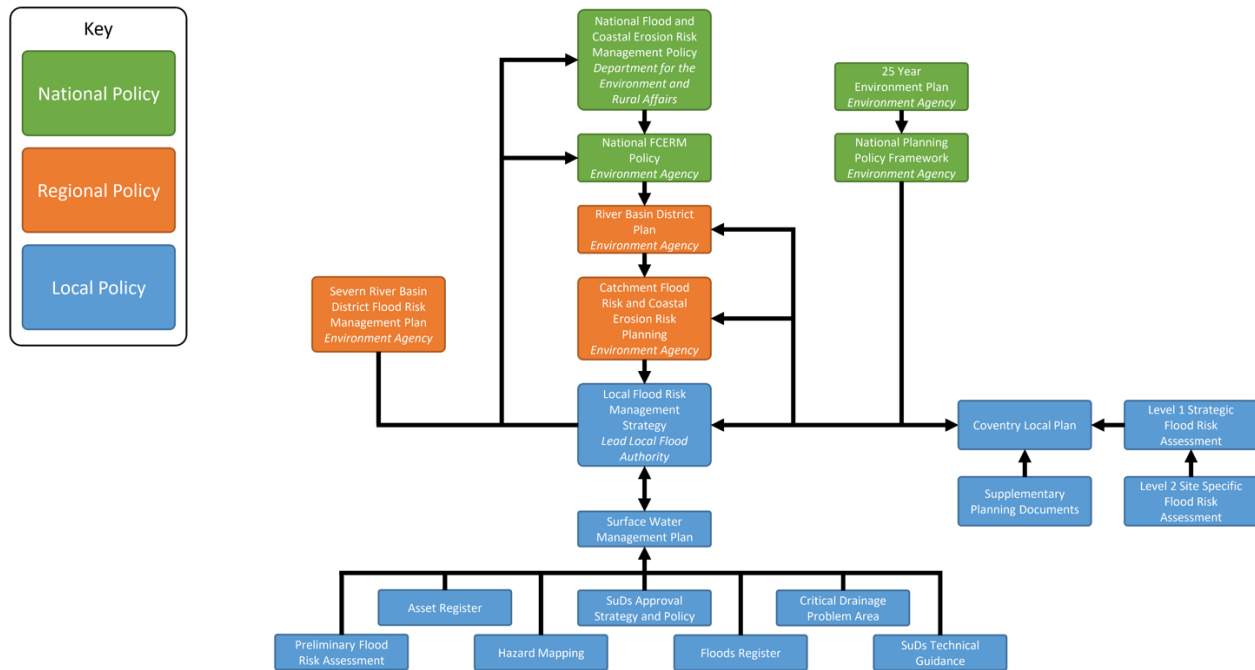 Key
National Policy
Regional Policy
Local Policy
National Flood and
Coastal Erosion Risk
Management Policy
Department for the
Environment and
Rural Affairs
25 Year
Environment Plan
Environment Agency
National FCERM
Policy
Environment Agency
National Planning
Policy Framework
Environment Agency
River Basin District
Plan
Environment Agency
Severn River Basin
District Flood Risk
Management Plan
Environment Agency
Catchment Flood
Risk and Coastal
Erosion Risk
Planning
Environment Agency
Local Flood Risk
Management
Strategy
Lead Local Flood
Authority
Coventry Local Plan
Level 1 Strategic
Flood Risk
Assessment
Supplementary
Planning Documents
Level 2 Site Specific
Flood Risk
Assessment
Surface Water
Management Plan
Asset Register
SuDs Approval
Strategy and Policy
Critical Drainage
Problem Area
Preliminary Flood
Risk Assessment
Hazard Mapping
Floods Register
SuDs Technical
Guidance